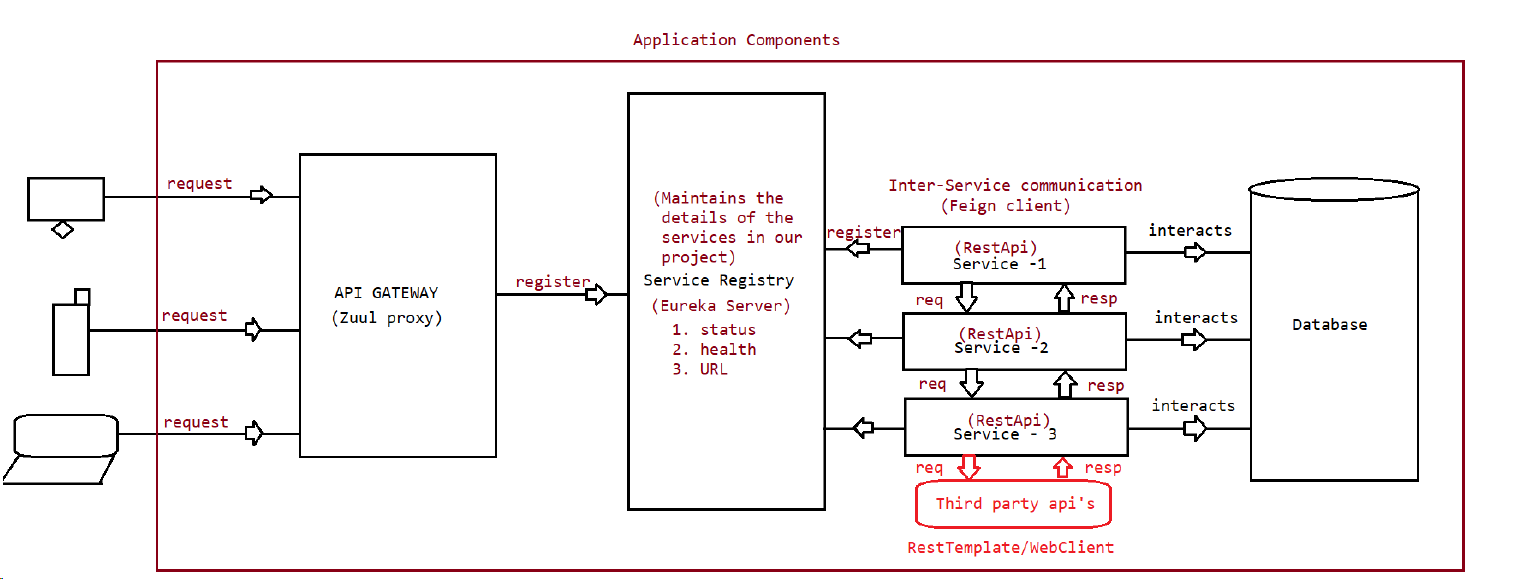 Application Components
request
request
request
API GATEWAY
(Zuul proxy)
register
(Maintains the
details of the
services in our
project)
Service Registry
(Eureka Server)
1. status
2. health
3. URL
register
Inter-Service communication
(Feign client)
(RestApi)
Service -1
req
resp
(RestApi)
Service -2
req
resp
(RestApi)
Service - 3
req
resp
Third party api's
RestTemplate/WebClient
interacts
interacts
interacts
Database